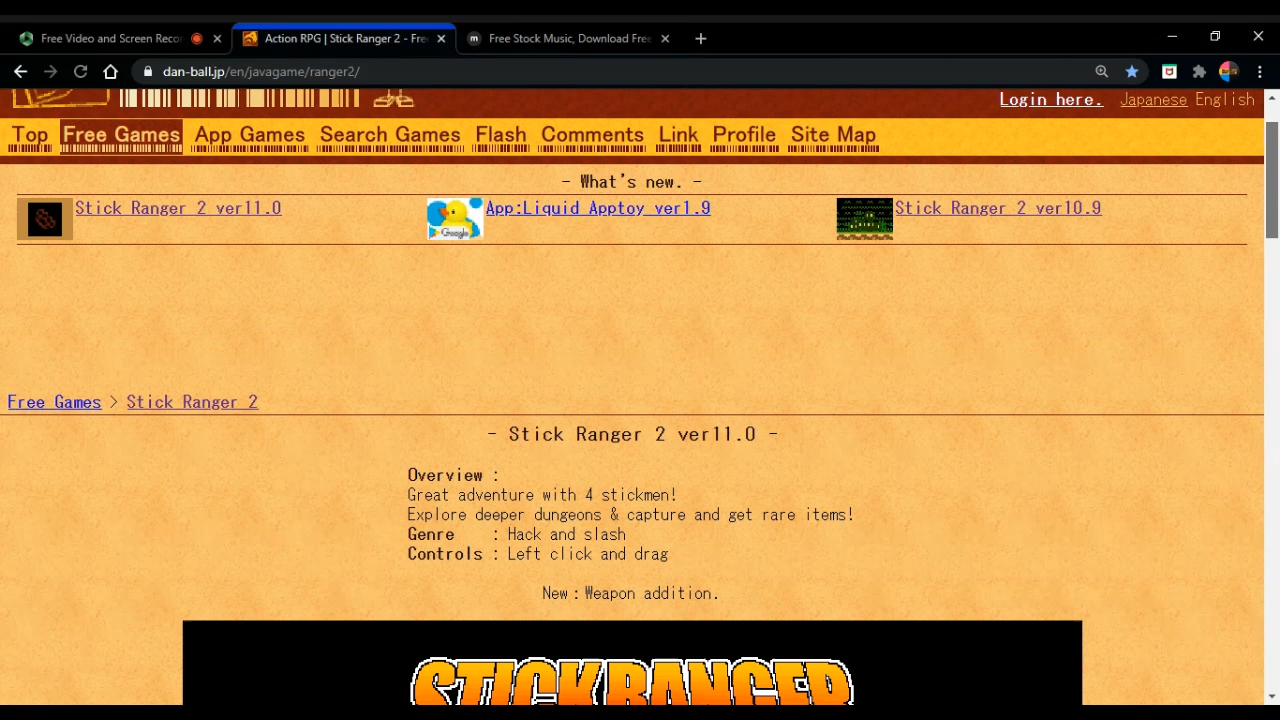 Free Video and Screen Recor
Action RPG | Stick Ranger 2 - Fre
Free Stock Music, Download Free
dan-ball.jp/en/javagame/ranger2/
Login here. Japanese English
Top Free Games App Games Search Games Flash Comments Link Profile Site Map
- What's new. -
Stick Ranger 2 ver11.0
App:Liquid Apptoy ver1.9
Google
Stick Ranger 2 ver10.9
Free Games > Stick Ranger 2
- Stick Ranger 2 ver11.0 -
Overview :
Great adventure with 4 stickmen!
Explore deeper dungeons & capture and get rare items!
Genre : Hack and slash
Controls : Left click and drag
New : Weapon addition.
STICK RANGER